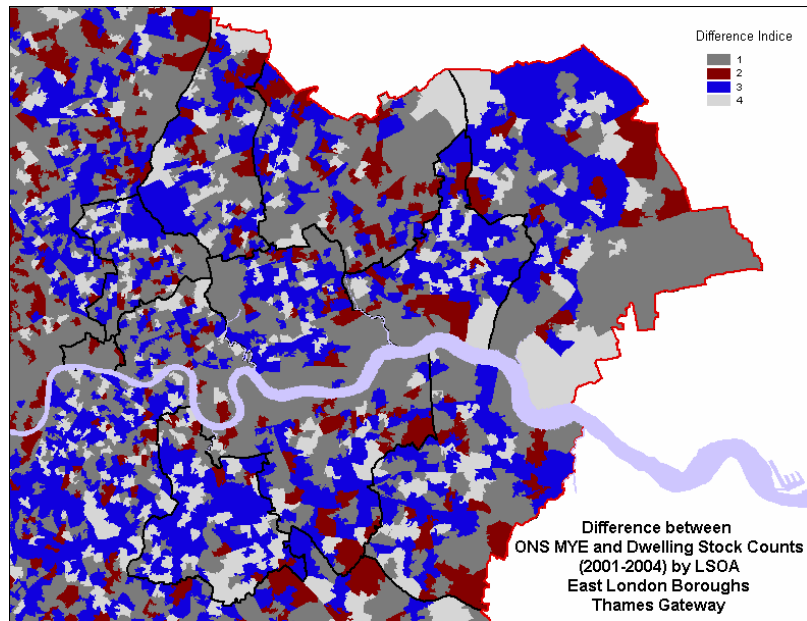 Difference Indice
1
2
3
4
Difference between
ONS MYE and Dwelling Stock Counts
(2001-2004) by LSOA
East London Boroughs
Thames Gateway